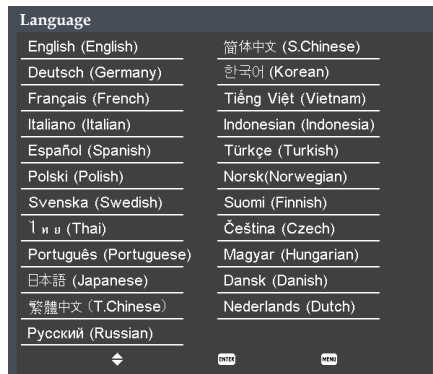 Language
English (English)
Deutsch (Germany)
Français (French)
Italiano (Italian)
Español (Spanish)
Polski (Polish)
Svenska (Swedish)
ไทย (Thai)
Português (Portuguese)
日本語 (Japanese)
繁體中文 (T.Chinese)
Русский (Russian)
简体中文 (S.Chinese)
한국어 (Korean)
Tiếng Việt (Vietnam)
Indonesian (Indonesia)
Türkçe (Turkish)
Norsk(Norwegian)
Suomi (Finnish)
Čeština (Czech)
Magyar (Hungarian)
Dansk (Danish)
Nederlands (Dutch)
ENTER
MENU